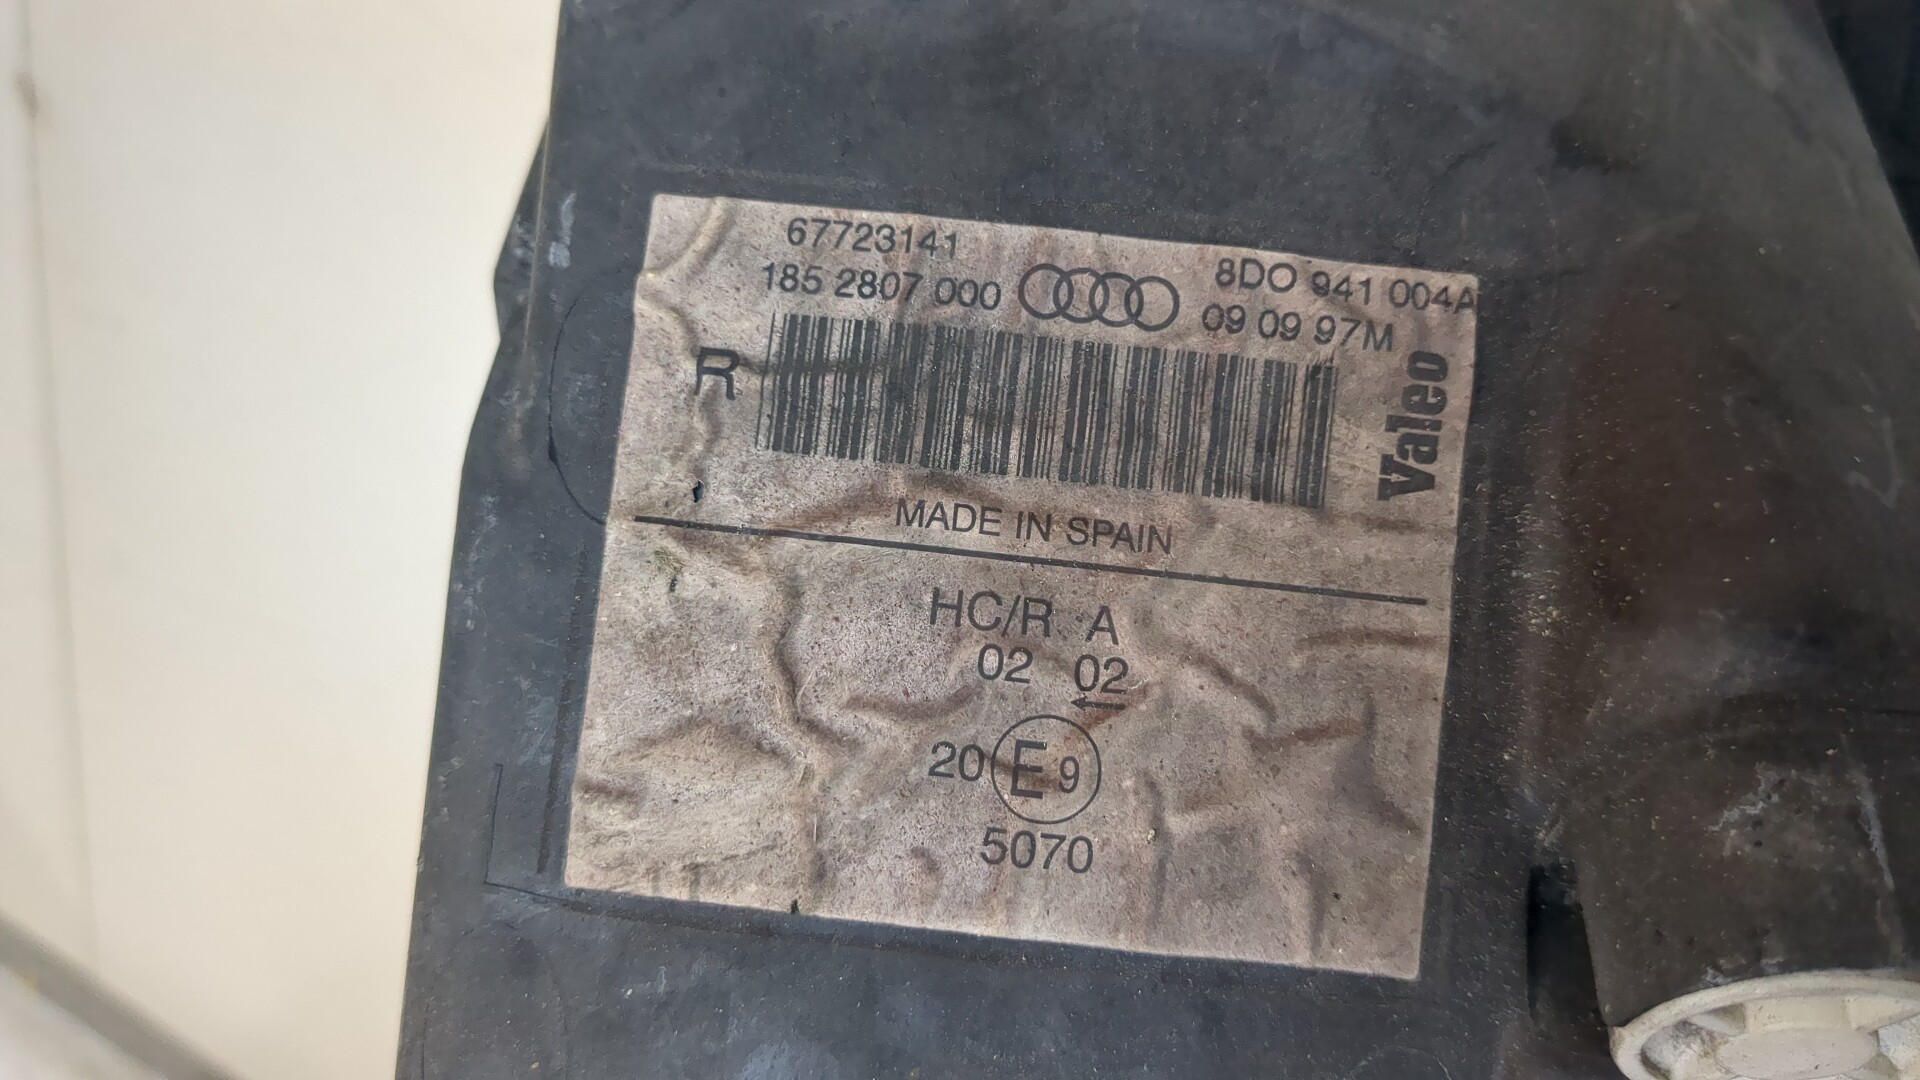 67723141
185 2807 000
8DO 941 004A
09 09 97M
R
Valeo
MADE IN SPAIN
HC/R A
02 02
←
20 E9
5070